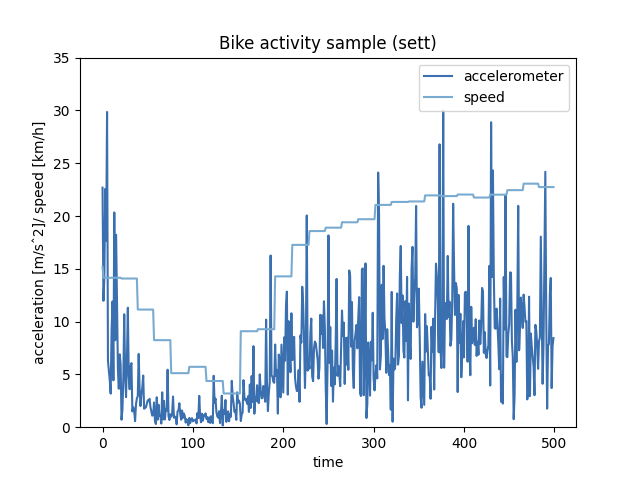 Bike activity sample (sett)
accelerometer
speed
acceleration [m/s^2]/ speed [km/h]
35
30
25
20
15
10
5
0
0
100
200
300
400
500
time